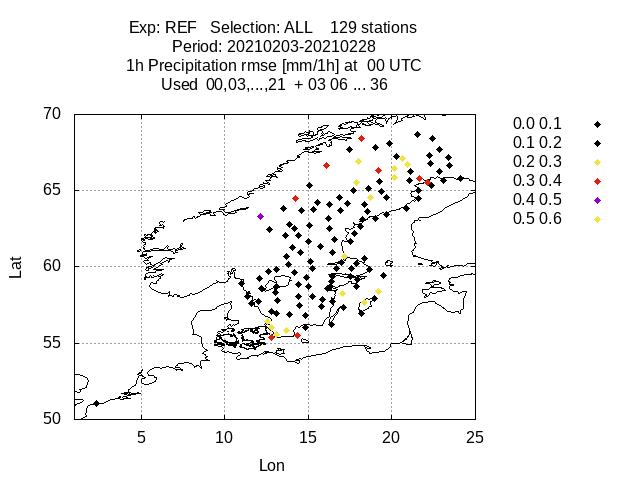 Exp: REF   Selection: ALL    129 stations
Period: 20210203-20210228
1h Precipitation rmse [mm/1h] at  00 UTC
Used  00,03,...,21  + 03 06 ... 36
70
65
60
55
50
Lat
5 10 15 20 25
Lon
0.0 0.1
0.1 0.2
0.2 0.3
0.3 0.4
0.4 0.5
0.5 0.6